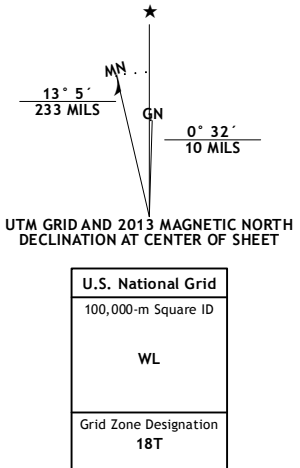 ★
MN
GN
13° 5´
233 MILS
0° 32´
10 MILS
UTM GRID AND 2013 MAGNETIC NORTH
DECLINATION AT CENTER OF SHEET
U.S. National Grid
100,000-m Square ID
WL
Grid Zone Designation
18T